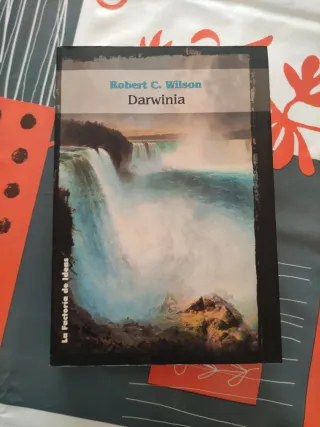 Robert C. Wilson
Darwinia
La Factoría de Ideas